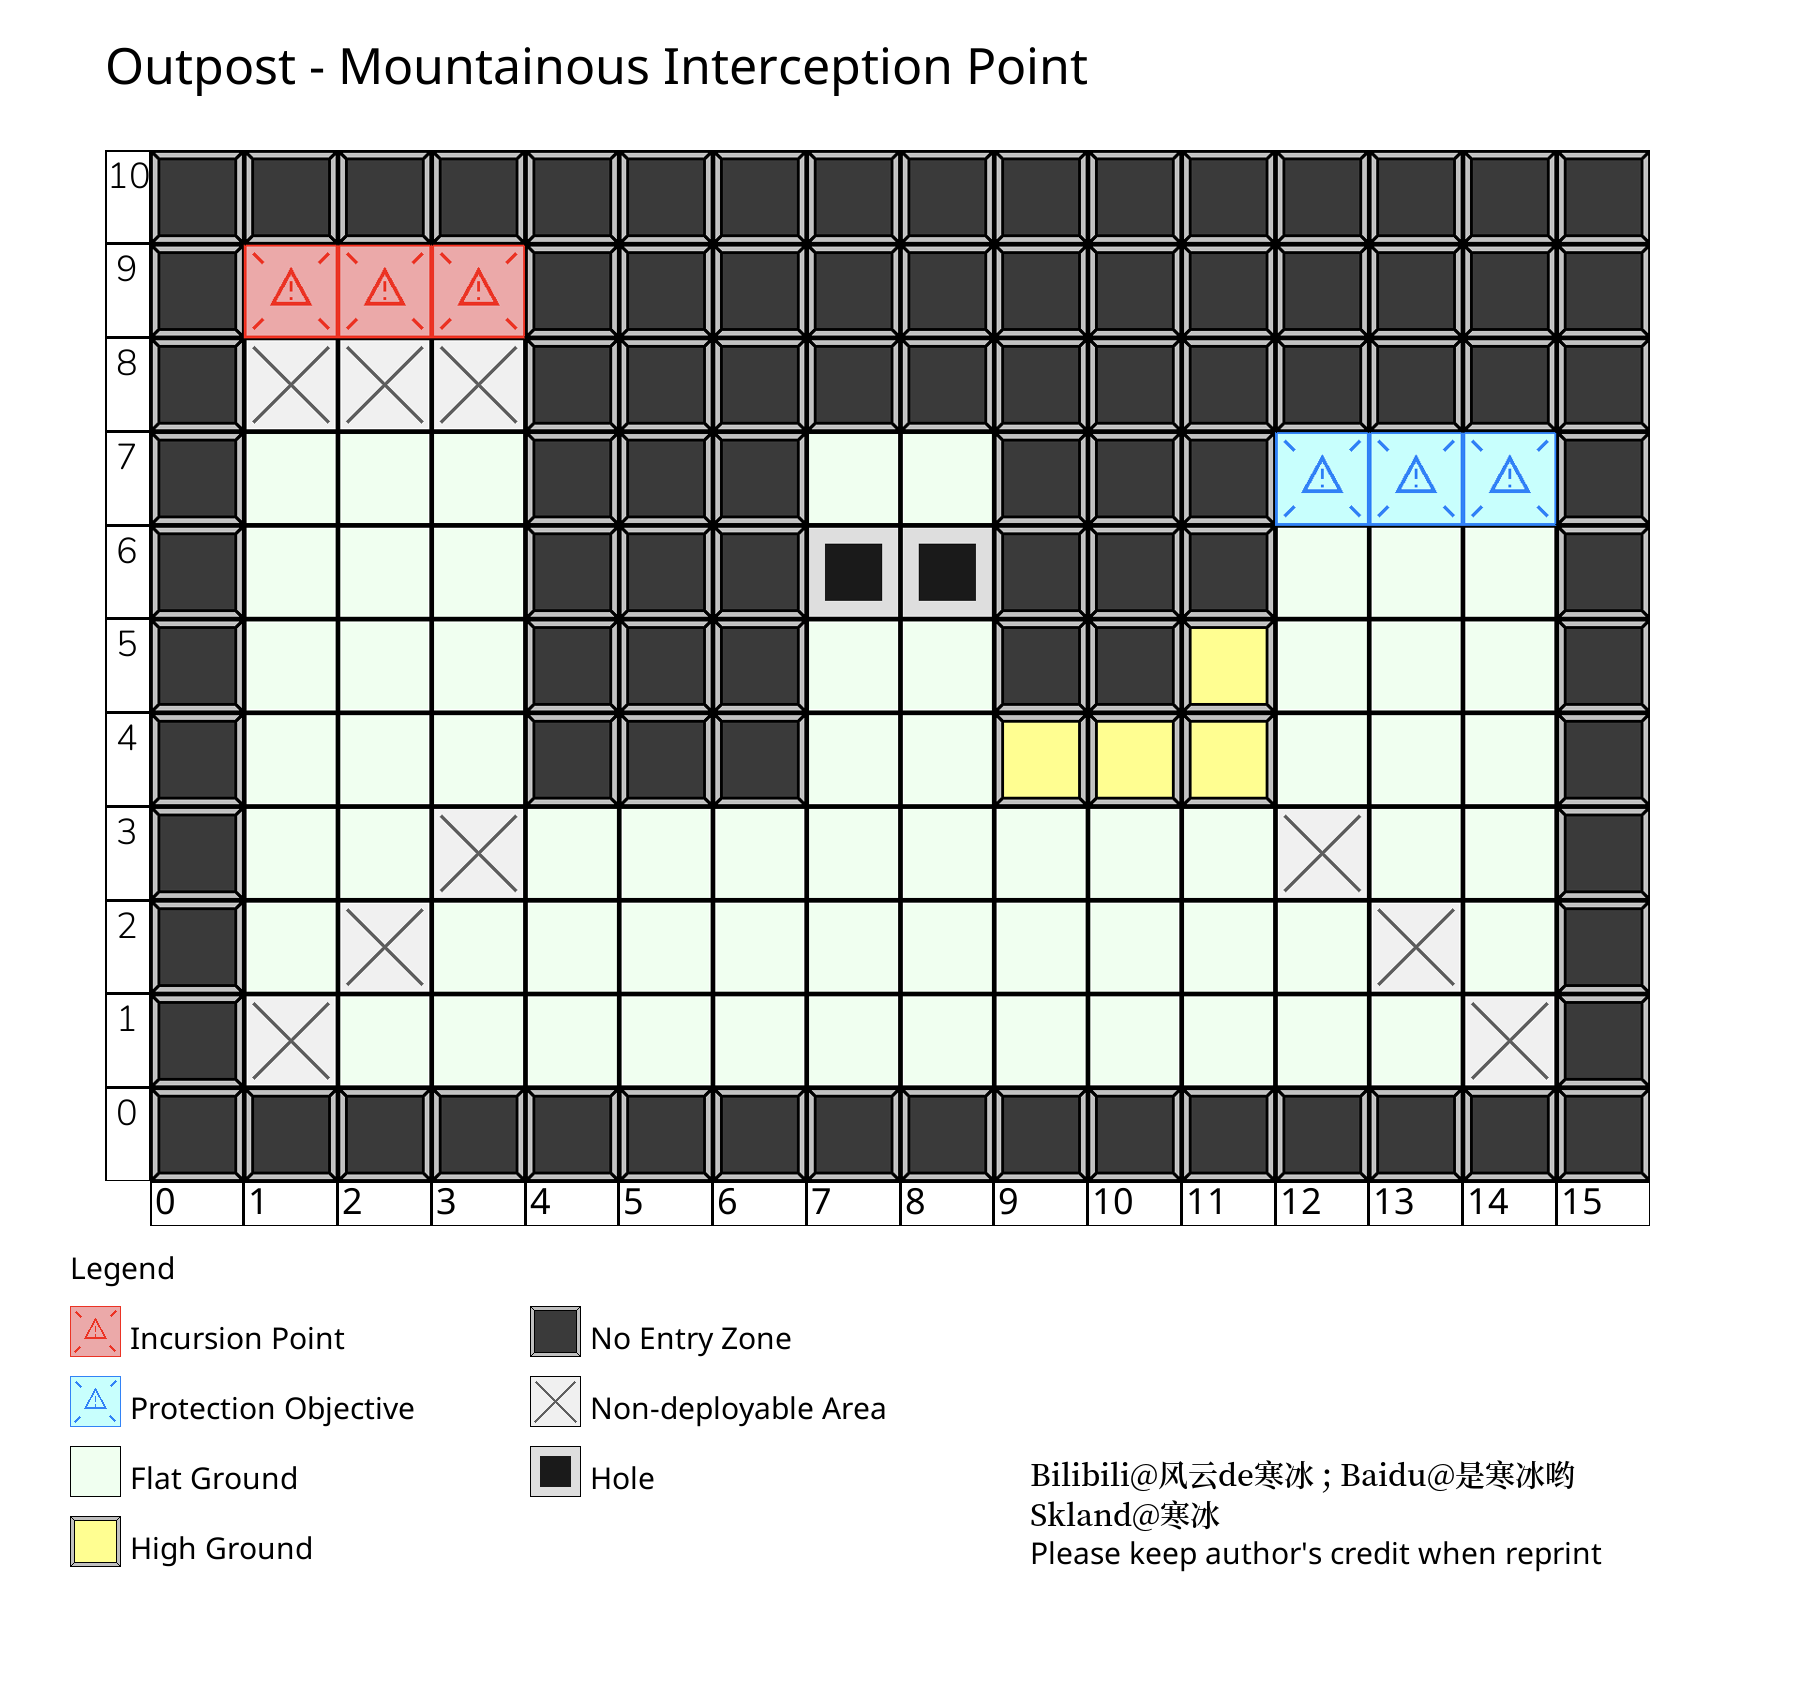 Outpost - Mountainous Interception Point
10
9
8
7
6
5
4
3
2
1
0
0 1 2 3 4 5 6 7 8 9 10 11 12 13 14 15
Legend
Incursion Point
No Entry Zone
Protection Objective
Non-deployable Area
Flat Ground
Hole
High Ground
Bilibili@风云de寒冰 ; Baidu@是寒冰哟
Skland@寒冰
Please keep author's credit when reprint